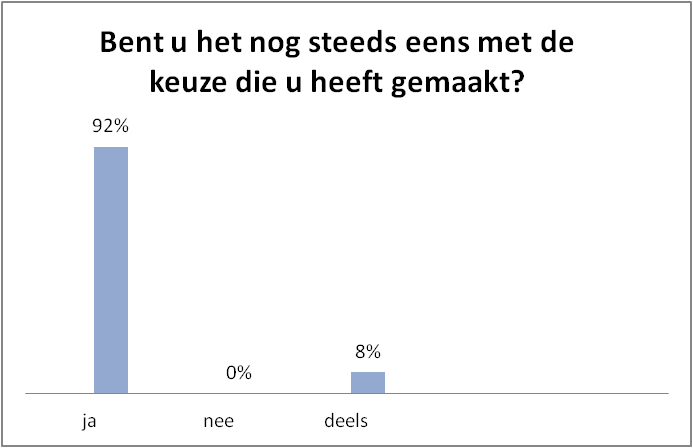 Bent u het nog steeds eens met de
keuze die u heeft gemaakt?
92%
0%
8%
ja
nee
deels